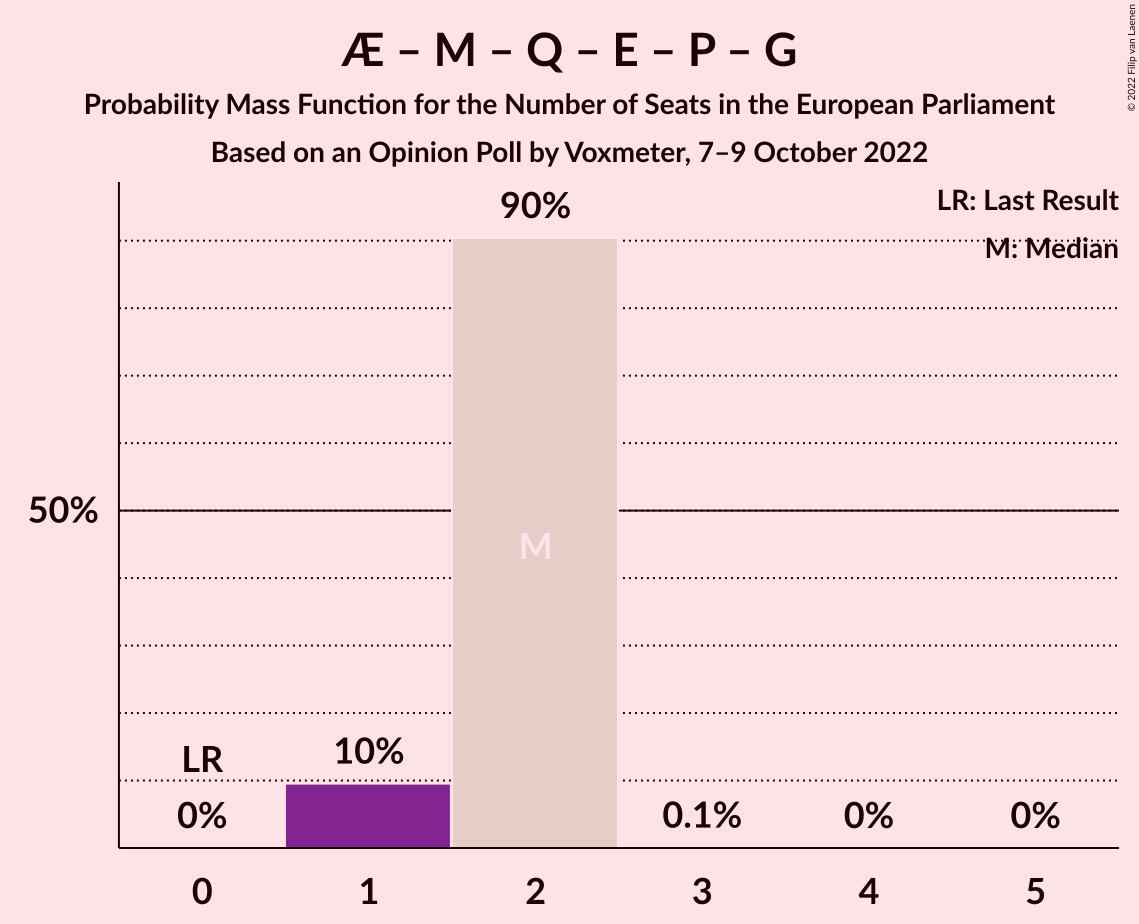 Æ – M – Q – E – P – G
Probability Mass Function for the Number of Seats in the European Parliament
Based on an Opinion Poll by Voxmeter, 7–9 October 2022
© 2022 Filip van Laenen
LR: Last Result
M: Median
90%
50%
M
LR
10%
0%
0.1%
0%
0%
0 1 2 3 4 5